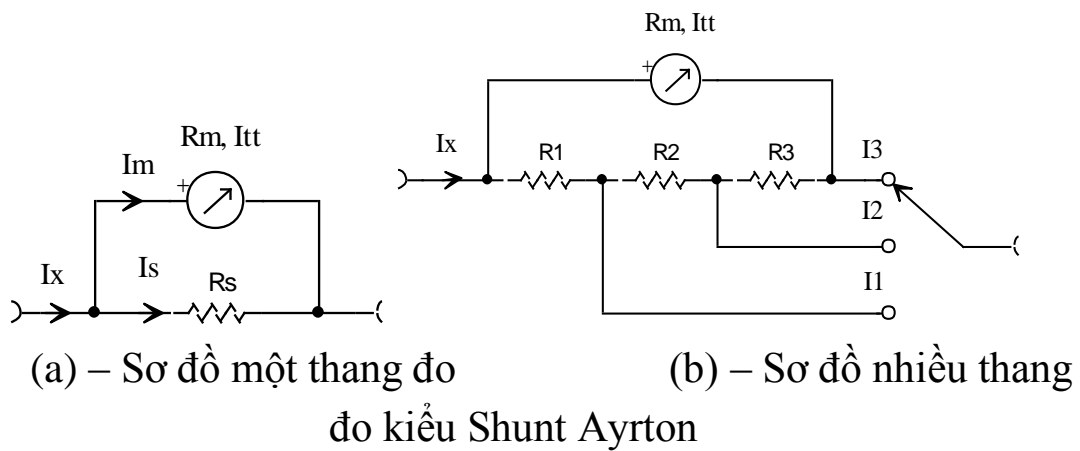 Rm, Itt
+
Ix
R1
R2
R3
I3
I2
I1
Rm, Itt
Im
+
Ix
Is
Rs
(a) – Sơ đồ một thang đo
(b) – Sơ đồ nhiều thang
đo kiểu Shunt Ayrton